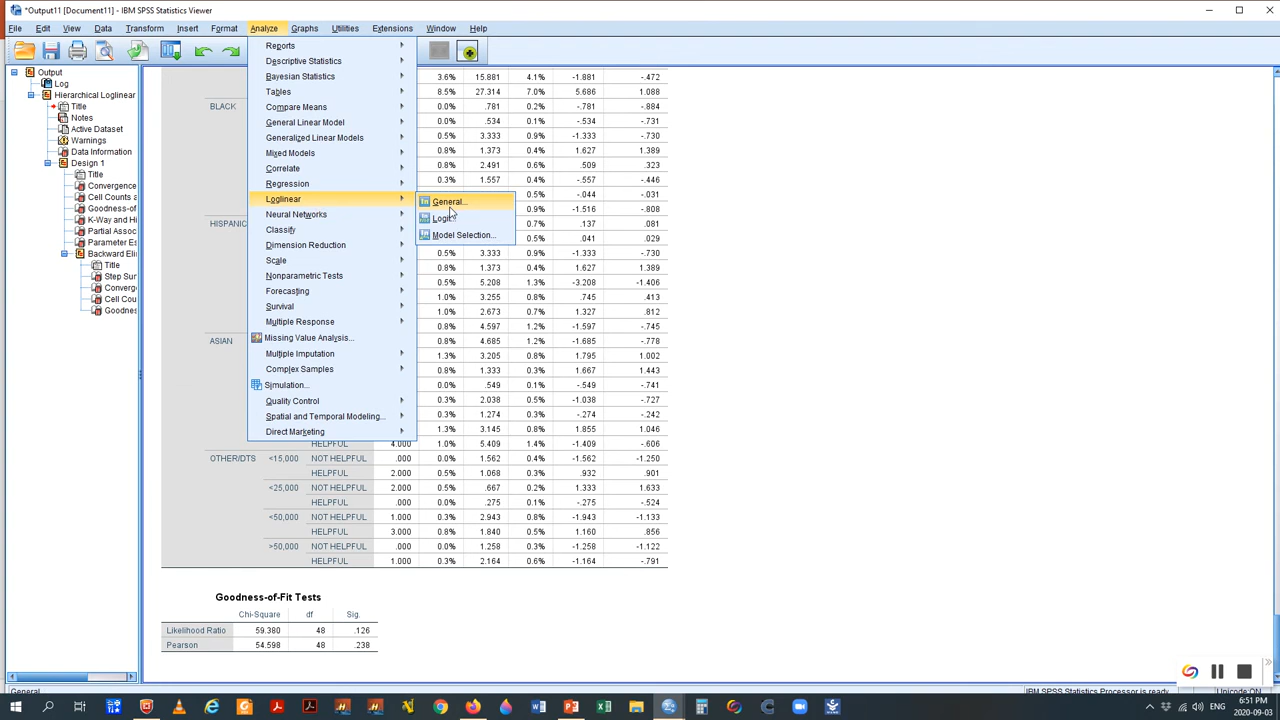 *Output11 [Document11] - IBM SPSS Statistics Viewer
File Edit View Data Transform Insert Format Analyze Graphs Utilities Extensions Window Help
Output
Log
Hierarchical Loglinear
Title
Notes
Active Dataset
Warnings
Data Information
Design 1
Title
Convergence
Cell Counts a
Goodness-o
K-Way and Hi
Partial Assoc
Parameter Es
Backward Eli
Title
Step Sum
Converg
Cell Cou
Goodnes
Reports
Descriptive Statistics
Bayesian Statistics
Tables
Compare Means
General Linear Model
Generalized Linear Models
Mixed Models
Correlate
Regression
Loglinear
Neural Networks
Classify
Dimension Reduction
Scale
Nonparametric Tests
Forecasting
Survival
Multiple Response
Missing Value Analysis...
Multiple Imputation
Complex Samples
Simulation...
Quality Control
Spatial and Temporal Modeling...
Direct Marketing
General...
Logit...
Model Selection...
3.6% 15.881 4.1% -1.881 -.472
8.5% 27.314 7.0% 5.686 1.088
BLACK 0.0% .781 0.2% -.781 -.884
0.0% .534 0.1% -.534 -.731
0.5% 3.333 0.9% -1.333 -.730
0.8% 1.373 0.4% 1.627 1.389
0.8% 2.491 0.6% .509 .323
0.3% 1.557 0.4% -.557 -.446
0.5% -.044 -.031
0.9% -1.516 -.808
HISPANIC 0.7% .137 .081
0.5% .041 .029
0.5% 3.333 0.9% -1.333 -.730
0.8% 1.373 0.4% 1.627 1.389
0.5% 5.208 1.3% -3.208 -1.406
1.0% 3.255 0.8% .745 .413
1.0% 2.673 0.7% 1.327 .812
0.8% 4.597 1.2% -1.597 -.745
ASIAN 0.8% 4.685 1.2% -1.685 -.778
1.3% 3.205 0.8% 1.795 1.002
0.8% 1.333 0.3% 1.667 1.443
0.0% .549 0.1% -.549 -.741
0.3% 2.038 0.5% -1.038 -.727
0.3% 1.274 0.3% -.274 -.242
1.3% 3.145 0.8% 1.855 1.046
HELPFUL 4.000 1.0% 5.409 1.4% -1.409 -.606
OTHER/DTS <15,000 NOT HELPFUL .000 0.0% 1.562 0.4% -1.562 -1.250
HELPFUL 2.000 0.5% 1.068 0.3% .932 .901
<25,000 NOT HELPFUL 2.000 0.5% .667 0.2% 1.333 1.633
HELPFUL .000 0.0% .275 0.1% -.275 -.524
<50,000 NOT HELPFUL 1.000 0.3% 2.943 0.8% -1.943 -1.133
HELPFUL 3.000 0.8% 1.840 0.5% 1.160 .856
>50,000 NOT HELPFUL .000 0.0% 1.258 0.3% -1.258 -1.122
HELPFUL 1.000 0.3% 2.164 0.6% -1.164 -.791
Goodness-of-Fit Tests
Chi-Square df Sig.
Likelihood Ratio 59.380 48 .126
Pearson 54.598 48 .238
General
IBM SPSS Statistics Processor is ready
Unicode:ON
ENG
6:51 PM
2020-09-03